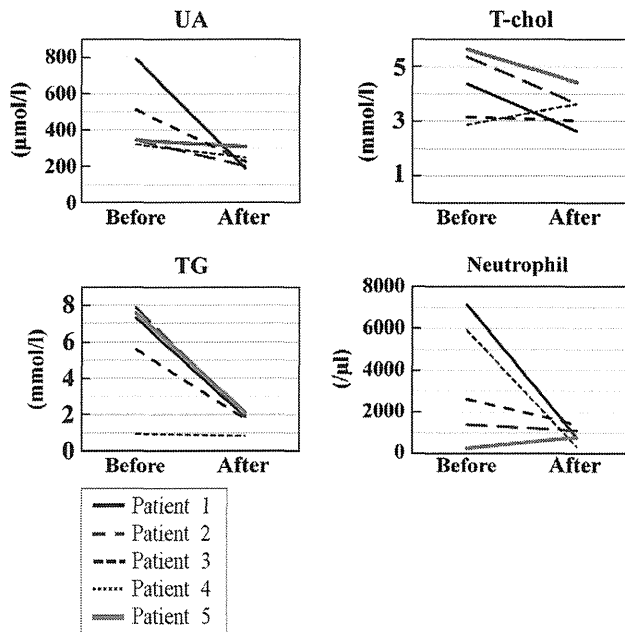 UA
(µmol/l)
800
600
400
200
0
Before After
T-chol
(mmol/l)
5
3
1
Before After
TG
(mmol/l)
8
6
4
2
0
Before After
Neutrophil
(/µl)
8000
6000
4000
2000
0
Before After
Patient 1
Patient 2
Patient 3
Patient 4
Patient 5